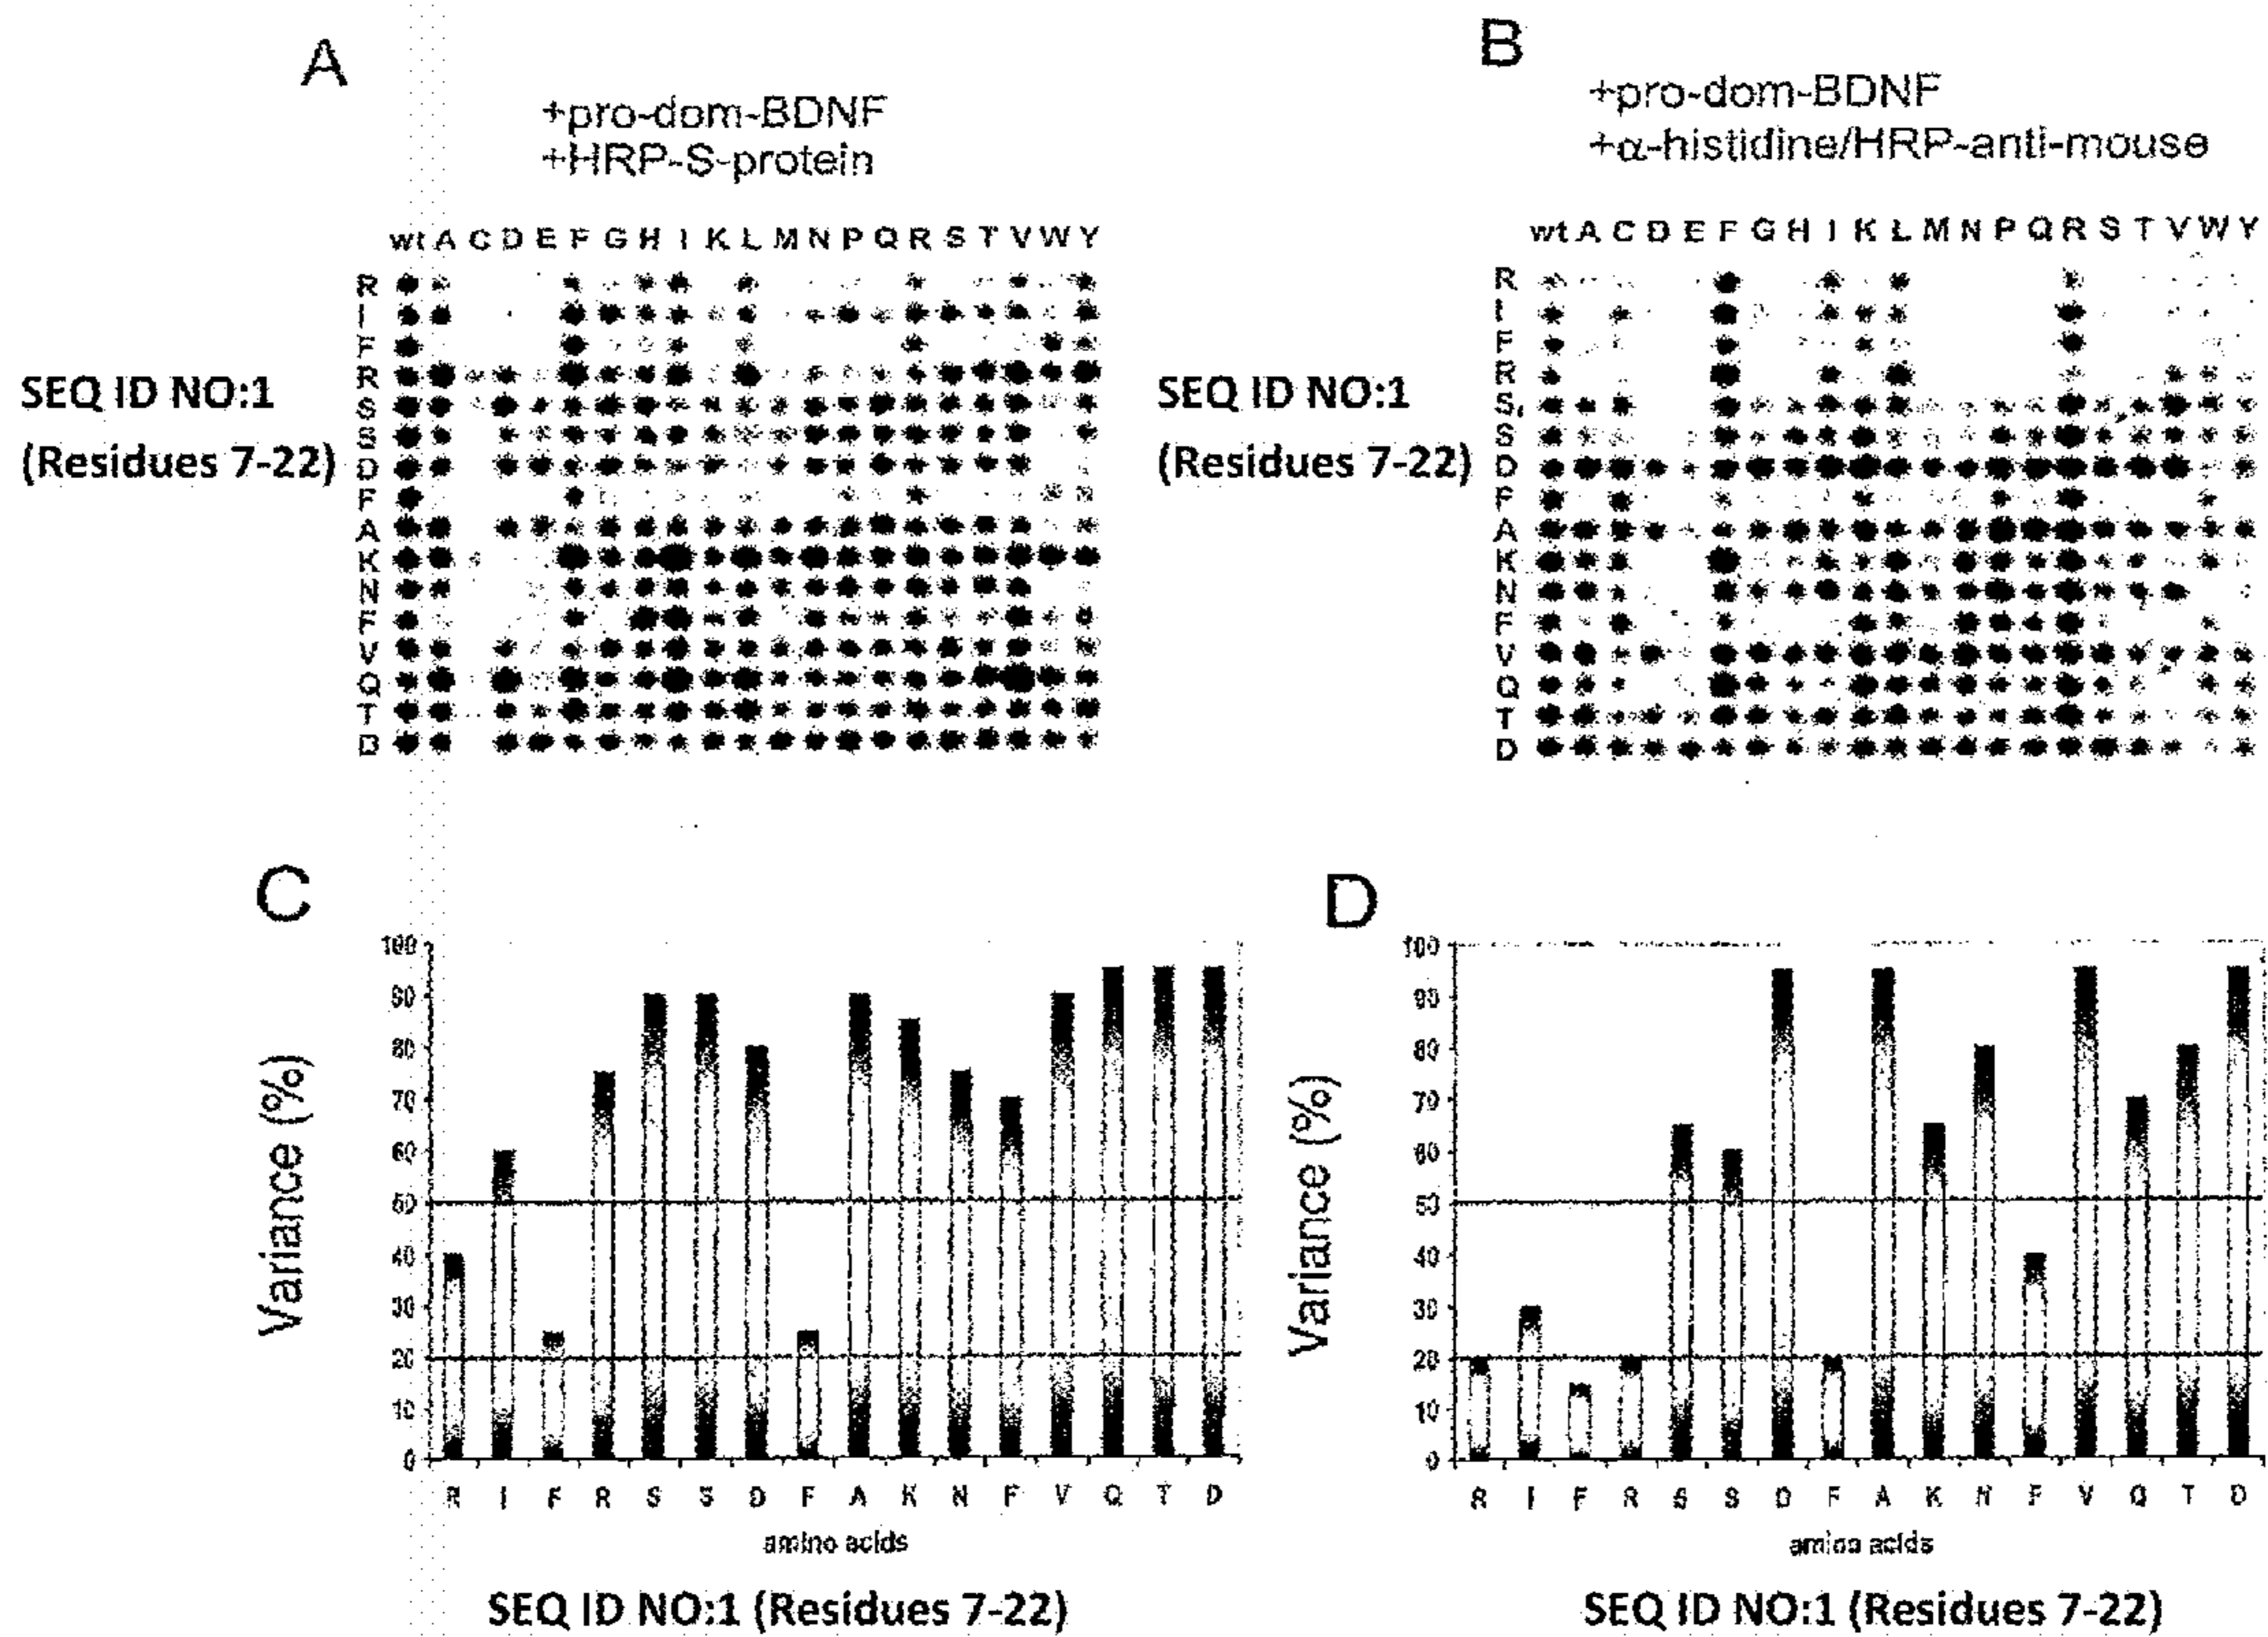 A
+pro-dom-BDNF
+HRP-S-protein
wt A C D E F G H I K L M N P Q R S T V W Y
R
I
F
R
S
S
D
F
A
K
N
F
V
Q
T
D
SEQ ID NO:1
(Residues 7-22)
B
+pro-dom-BDNF
+α-histidine/HRP-anti-mouse
wt A C D E F G H I K L M N P Q R S T V W Y
R
I
F
R
S
S
D
F
A
K
N
F
V
Q
T
D
SEQ ID NO:1
(Residues 7-22)
C
Variance (%)
100
90
80
70
60
50
40
30
20
10
0
R I F R S S D F A K N F V Q T D
amino acids
SEQ ID NO:1 (Residues 7-22)
D
Variance (%)
100
90
80
70
60
50
40
30
20
10
0
R I F R S S D F A K N F V Q T D
amino acids
SEQ ID NO:1 (Residues 7-22)